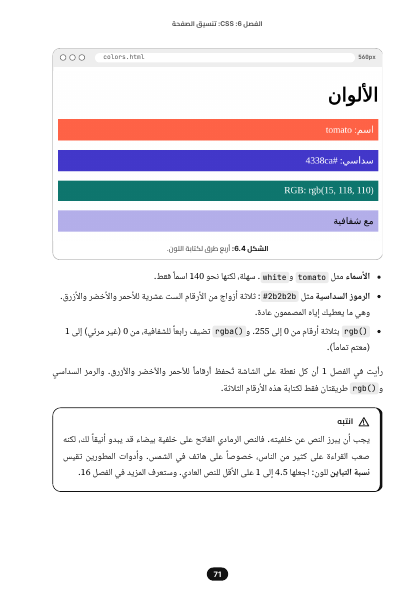 الفصل 6: CSS: تنسيق الصفحة
colors.html
560px
الألوان
اسم: tomato
سداسي: #4338ca
RGB: rgb(15, 118, 110)
مع شفافية
الشكل 6.4: أربع طرق لكتابة اللون.
• الأسماء مثل tomato و white. سهلة، لكنها نحو 140 اسماً فقط.
• الرموز السداسية مثل #2b2b2b: ثلاثة أزواج من الأرقام الست عشرية للأحمر والأخضر والأزرق.
وهي ما يعطيك إياه المصممون عادة.
• rgb() بثلاثة أرقام من 0 إلى 255. و rgba() تضيف رابعاً للشفافية، من 0 (غير مرئي) إلى 1
(معتم تماماً).
رأيت في الفصل 1 أن كل نقطة على الشاشة تُحفظ أرقاماً للأحمر والأخضر والأزرق. والرمز السداسي
و rgb() طريقتان فقط لكتابة هذه الأرقام الثلاثة.
انتبه
يجب أن يبرز النص عن خلفيته. فالنص الرمادي الفاتح على خلفية بيضاء قد يبدو أنيقاً لك، لكنه
صعب القراءة على كثير من الناس، خصوصاً على هاتف في الشمس. وأدوات المطورين تقيس
نسبة التباين للون: اجعلها 4.5 إلى 1 على الأقل للنص العادي. وستعرف المزيد في الفصل 16.
71